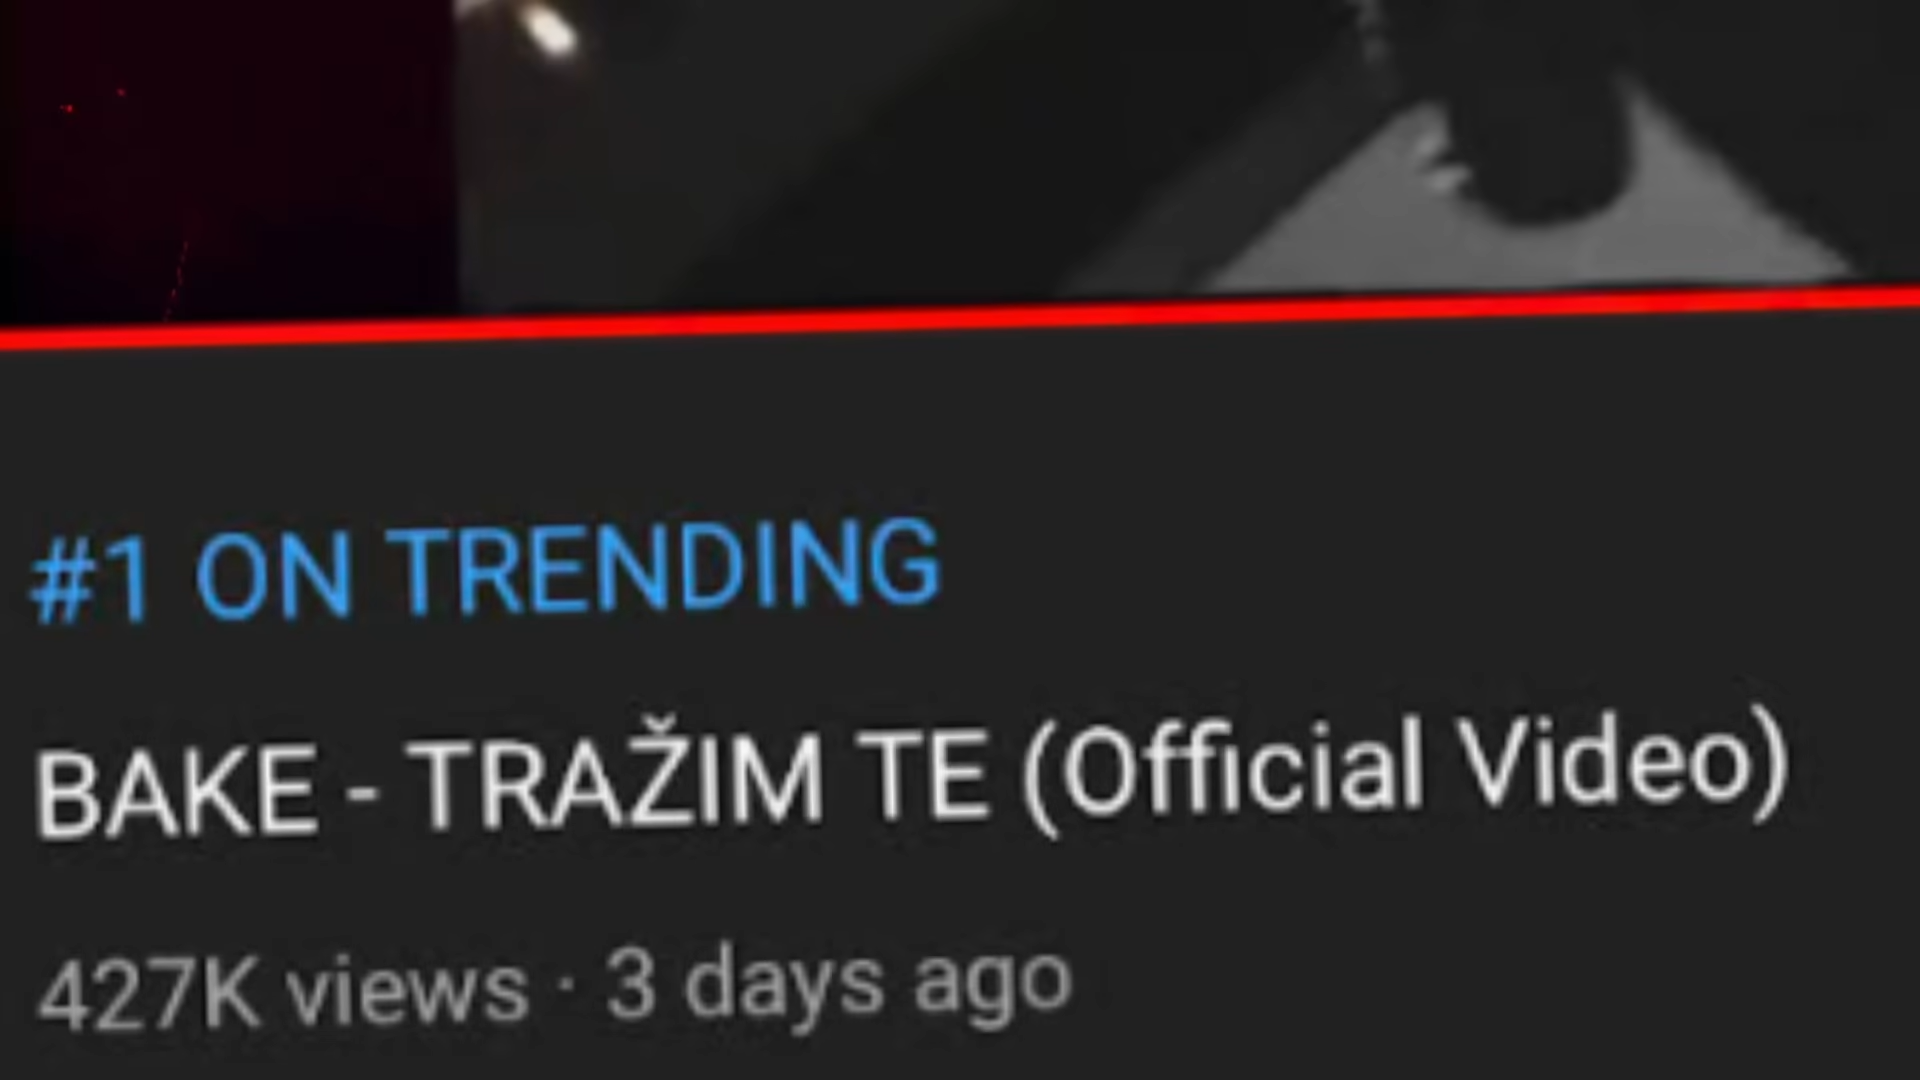 #1 ON TRENDING
BAKE - TRAŽIM TE (Official Video)
427K views · 3 days ago